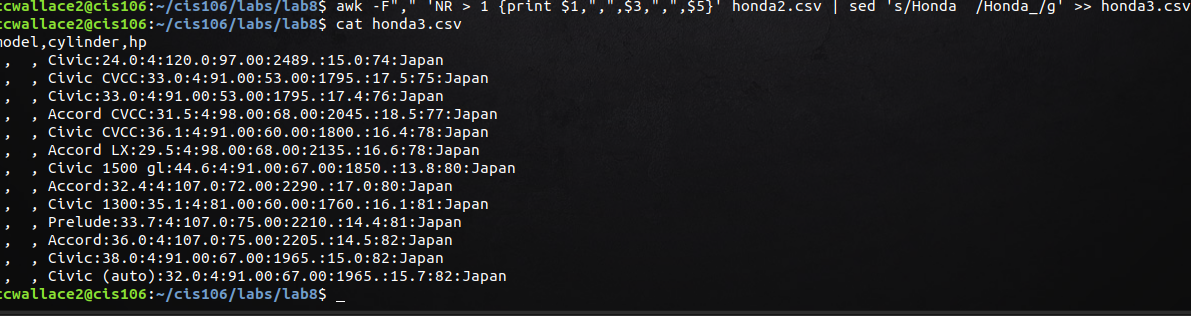 ccwallace2@cis106:~/cis106/labs/lab8$ awk -F"," 'NR > 1 {print $1,",",$3,",",$5}' honda2.csv | sed 's/Honda  /Honda_/g' >> honda3.csv
ccwallace2@cis106:~/cis106/labs/lab8$ cat honda3.csv
model,cylinder,hp
,  , Civic:24.0:4:120.0:97.00:2489.:15.0:74:Japan
,  , Civic CVCC:33.0:4:91.00:53.00:1795.:17.5:75:Japan
,  , Civic:33.0:4:91.00:53.00:1795.:17.4:76:Japan
,  , Accord CVCC:31.5:4:98.00:68.00:2045.:18.5:77:Japan
,  , Civic CVCC:36.1:4:91.00:60.00:1800.:16.4:78:Japan
,  , Accord LX:29.5:4:98.00:68.00:2135.:16.6:78:Japan
,  , Civic 1500 gl:44.6:4:91.00:67.00:1850.:13.8:80:Japan
,  , Accord:32.4:4:107.0:72.00:2290.:17.0:80:Japan
,  , Civic 1300:35.1:4:81.00:60.00:1760.:16.1:81:Japan
,  , Prelude:33.7:4:107.0:75.00:2210.:14.4:81:Japan
,  , Accord:36.0:4:107.0:75.00:2205.:14.5:82:Japan
,  , Civic:38.0:4:91.00:67.00:1965.:15.0:82:Japan
,  , Civic (auto):32.0:4:91.00:67.00:1965.:15.7:82:Japan
ccwallace2@cis106:~/cis106/labs/lab8$ _